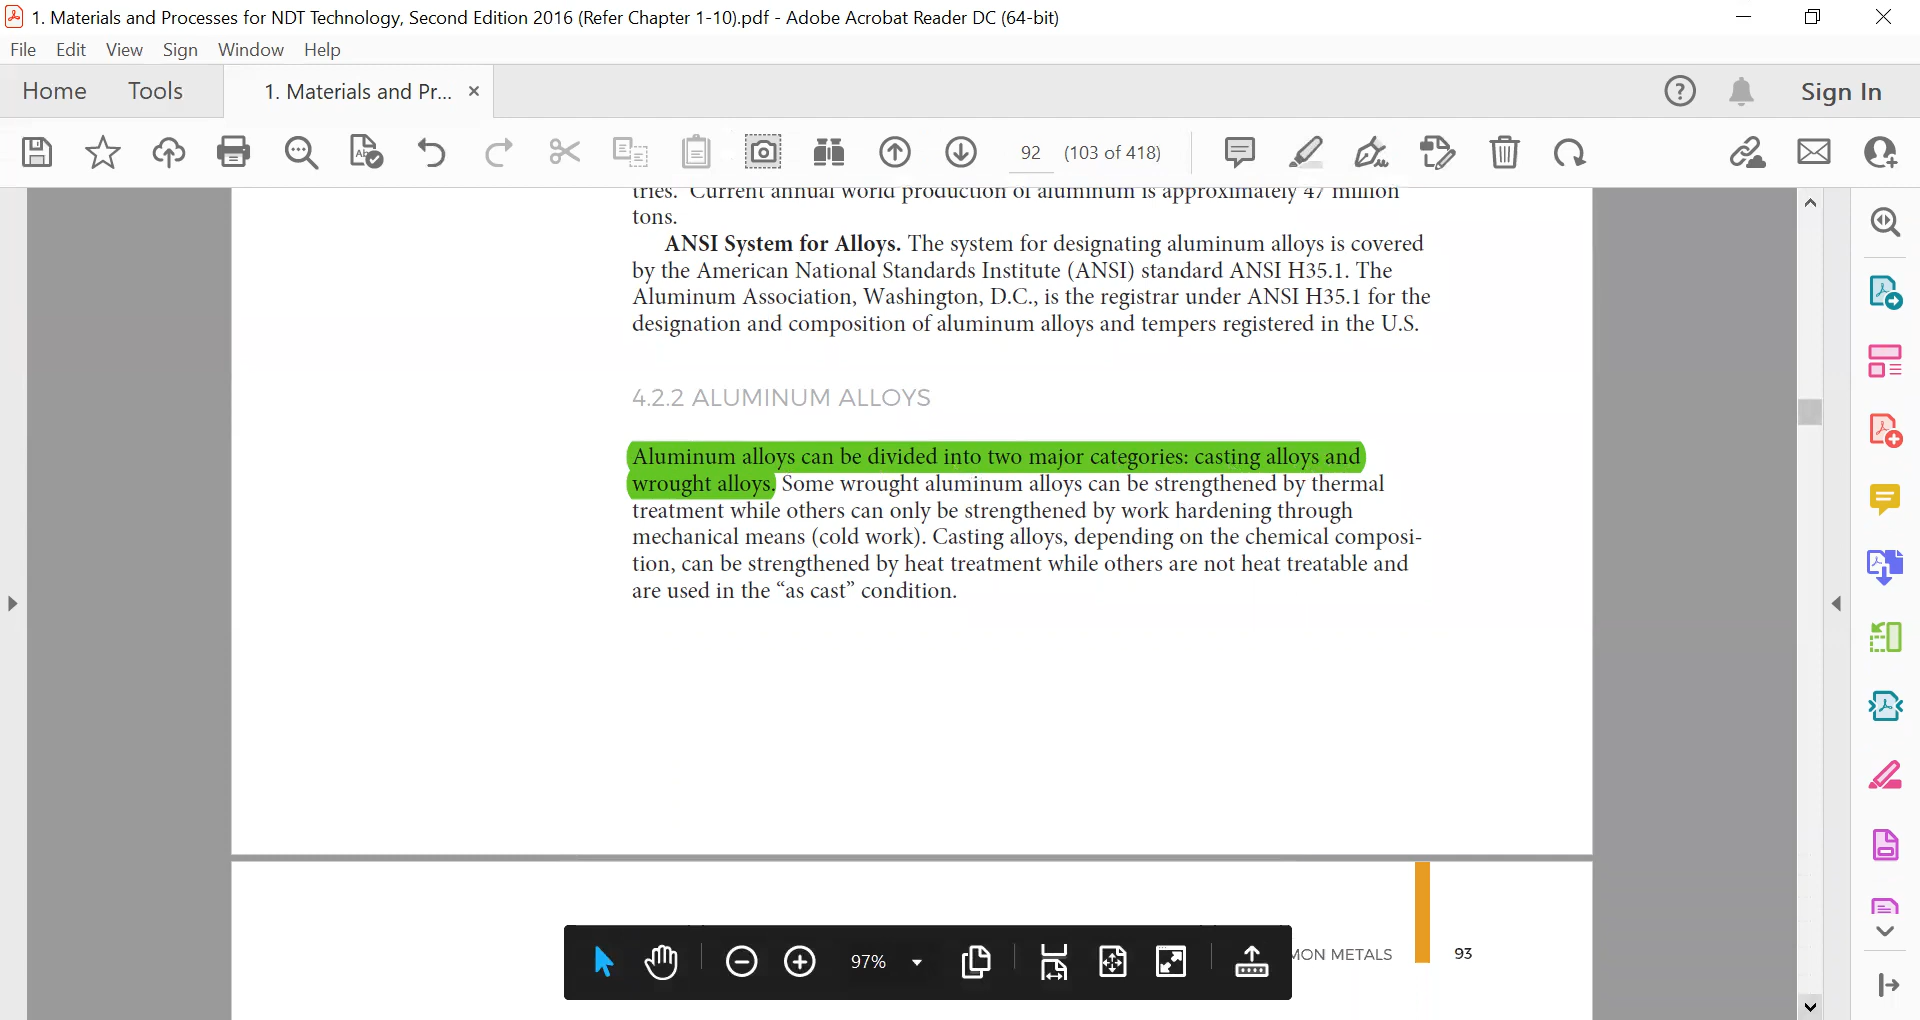 1. Materials and Processes for NDT Technology, Second Edition 2016 (Refer Chapter 1-10).pdf - Adobe Acrobat Reader DC (64-bit)
File Edit View Sign Window Help
Home Tools 1. Materials and Pr... × Sign In
92 (103 of 418)
tries. Current annual world production of aluminum is approximately 47 million
tons.
ANSI System for Alloys. The system for designating aluminum alloys is covered
by the American National Standards Institute (ANSI) standard ANSI H35.1. The
Aluminum Association, Washington, D.C., is the registrar under ANSI H35.1 for the
designation and composition of aluminum alloys and tempers registered in the U.S.
4.2.2 ALUMINUM ALLOYS
Aluminum alloys can be divided into two major categories: casting alloys and
wrought alloys. Some wrought aluminum alloys can be strengthened by thermal
treatment while others can only be strengthened by work hardening through
mechanical means (cold work). Casting alloys, depending on the chemical composi-
tion, can be strengthened by heat treatment while others are not heat treatable and
are used in the “as cast” condition.
MON METALS 93
97%